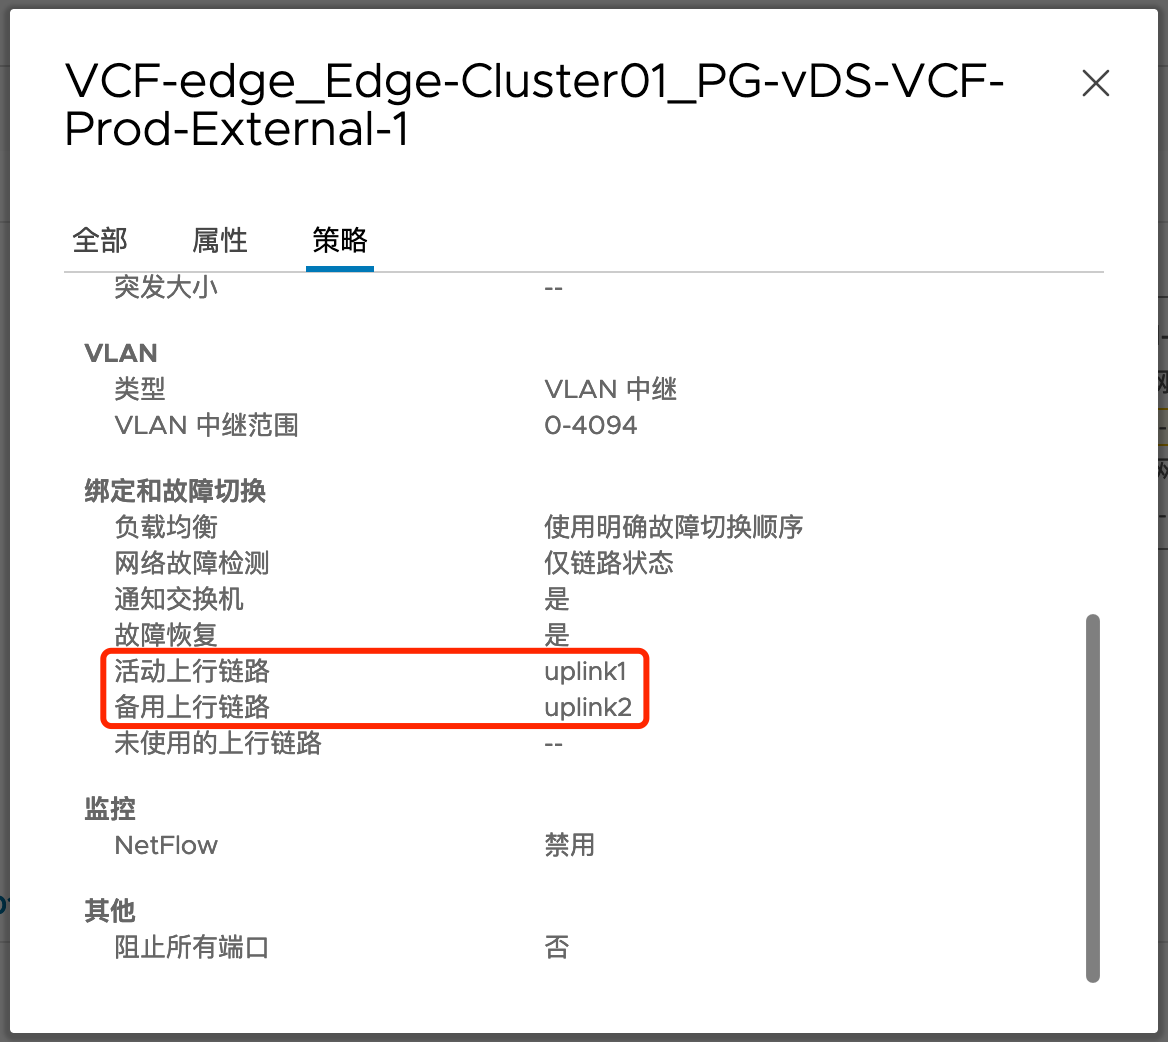 VCF-edge_Edge-Cluster01_PG-vDS-VCF-
Prod-External-1
全部 属性 策略
突发大小 --
VLAN
类型 VLAN 中继
VLAN 中继范围 0-4094
绑定和故障切换
负载均衡 使用明确故障切换顺序
网络故障检测 仅链路状态
通知交换机 是
故障恢复 是
活动上行链路 uplink1
备用上行链路 uplink2
未使用的上行链路 --
监控
NetFlow 禁用
其他
阻止所有端口 否